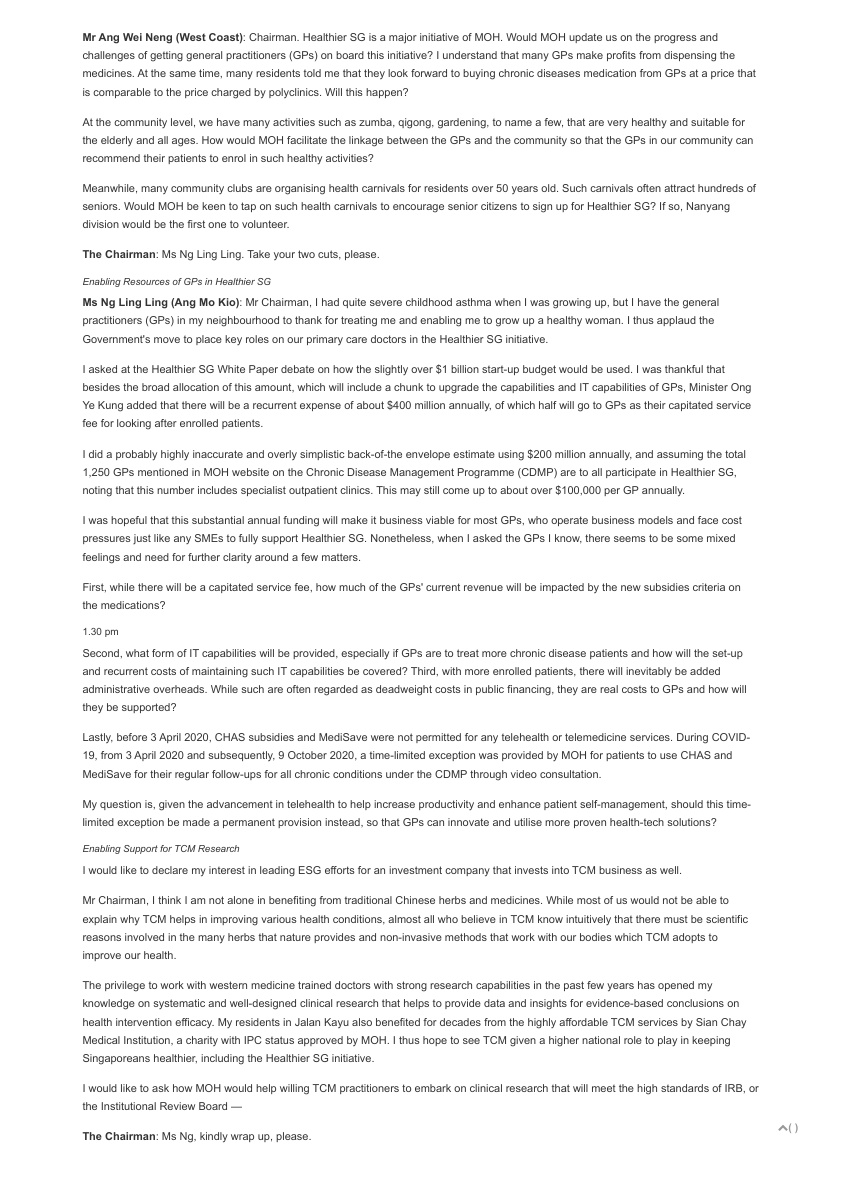 Mr Ang Wei Neng (West Coast): Chairman. Healthier SG is a major initiative of MOH. Would MOH update us on the progress and
challenges of getting general practitioners (GPs) on board this initiative? I understand that many GPs make profits from dispensing the
medicines. At the same time, many residents told me that they look forward to buying chronic diseases medication from GPs at a price that
is comparable to the price charged by polyclinics. Will this happen?
At the community level, we have many activities such as zumba, qigong, gardening, to name a few, that are very healthy and suitable for
the elderly and all ages. How would MOH facilitate the linkage between the GPs and the community so that the GPs in our community can
recommend their patients to enrol in such healthy activities?
Meanwhile, many community clubs are organising health carnivals for residents over 50 years old. Such carnivals often attract hundreds of
seniors. Would MOH be keen to tap on such health carnivals to encourage senior citizens to sign up for Healthier SG? If so, Nanyang
division would be the first one to volunteer.
The Chairman: Ms Ng Ling Ling. Take your two cuts, please.
Enabling Resources of GPs in Healthier SG
Ms Ng Ling Ling (Ang Mo Kio): Mr Chairman, I had quite severe childhood asthma when I was growing up, but I have the general
practitioners (GPs) in my neighbourhood to thank for treating me and enabling me to grow up a healthy woman. I thus applaud the
Government's move to place key roles on our primary care doctors in the Healthier SG initiative.
I asked at the Healthier SG White Paper debate on how the slightly over $1 billion start-up budget would be used. I was thankful that
besides the broad allocation of this amount, which will include a chunk to upgrade the capabilities and IT capabilities of GPs, Minister Ong
Ye Kung added that there will be a recurrent expense of about $400 million annually, of which half will go to GPs as their capitated service
fee for looking after enrolled patients.
I did a probably highly inaccurate and overly simplistic back-of-the envelope estimate using $200 million annually, and assuming the total
1,250 GPs mentioned in MOH website on the Chronic Disease Management Programme (CDMP) are to all participate in Healthier SG,
noting that this number includes specialist outpatient clinics. This may still come up to about over $100,000 per GP annually.
I was hopeful that this substantial annual funding will make it business viable for most GPs, who operate business models and face cost
pressures just like any SMEs to fully support Healthier SG. Nonetheless, when I asked the GPs I know, there seems to be some mixed
feelings and need for further clarity around a few matters.
First, while there will be a capitated service fee, how much of the GPs' current revenue will be impacted by the new subsidies criteria on
the medications?
1.30 pm
Second, what form of IT capabilities will be provided, especially if GPs are to treat more chronic disease patients and how will the set-up
and recurrent costs of maintaining such IT capabilities be covered? Third, with more enrolled patients, there will inevitably be added
administrative overheads. While such are often regarded as deadweight costs in public financing, they are real costs to GPs and how will
they be supported?
Lastly, before 3 April 2020, CHAS subsidies and MediSave were not permitted for any telehealth or telemedicine services. During COVID-
19, from 3 April 2020 and subsequently, 9 October 2020, a time-limited exception was provided by MOH for patients to use CHAS and
MediSave for their regular follow-ups for all chronic conditions under the CDMP through video consultation.
My question is, given the advancement in telehealth to help increase productivity and enhance patient self-management, should this time-
limited exception be made a permanent provision instead, so that GPs can innovate and utilise more proven health-tech solutions?
Enabling Support for TCM Research
I would like to declare my interest in leading ESG efforts for an investment company that invests into TCM business as well.
Mr Chairman, I think I am not alone in benefiting from traditional Chinese herbs and medicines. While most of us would not be able to
explain why TCM helps in improving various health conditions, almost all who believe in TCM know intuitively that there must be scientific
reasons involved in the many herbs that nature provides and non-invasive methods that work with our bodies which TCM adopts to
improve our health.
The privilege to work with western medicine trained doctors with strong research capabilities in the past few years has opened my
knowledge on systematic and well-designed clinical research that helps to provide data and insights for evidence-based conclusions on
health intervention efficacy. My residents in Jalan Kayu also benefited for decades from the highly affordable TCM services by Sian Chay
Medical Institution, a charity with IPC status approved by MOH. I thus hope to see TCM given a higher national role to play in keeping
Singaporeans healthier, including the Healthier SG initiative.
I would like to ask how MOH would help willing TCM practitioners to embark on clinical research that will meet the high standards of IRB, or
the Institutional Review Board —
( )
The Chairman: Ms Ng, kindly wrap up, please.